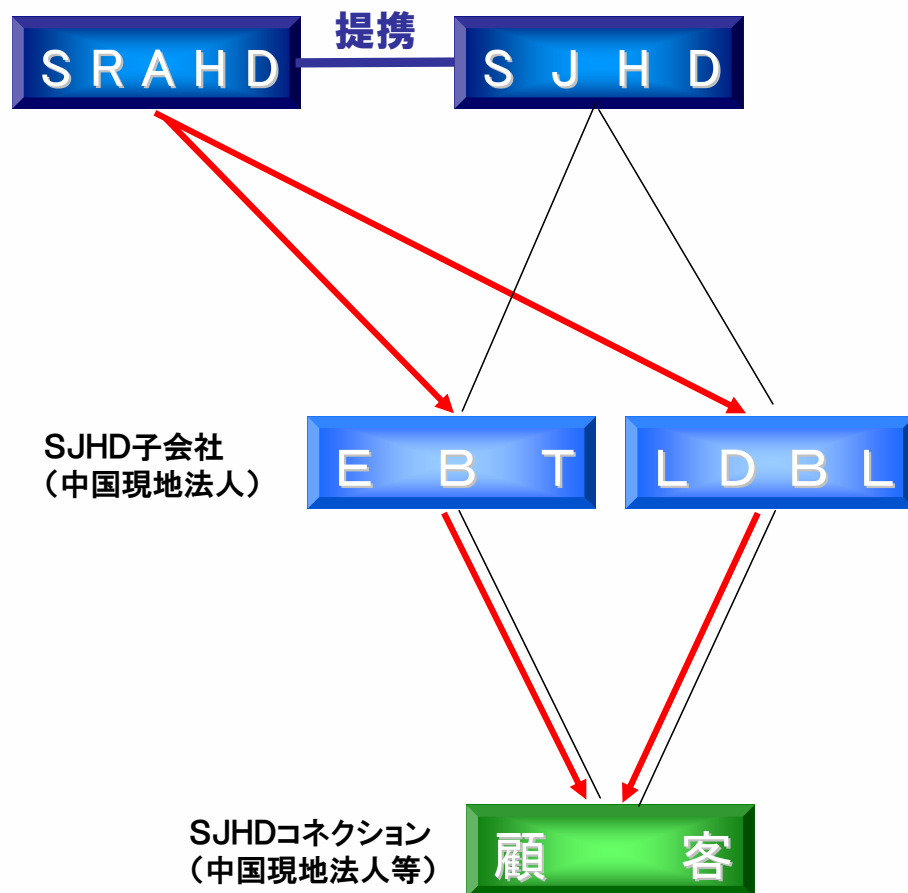 提携
ＳＲＡＨＤ
ＳＪＨＤ
SJHD子会社
（中国現地法人）
ＥＢＴ
ＬＤＢＬ
SJHDコネクション
（中国現地法人等）
顧客